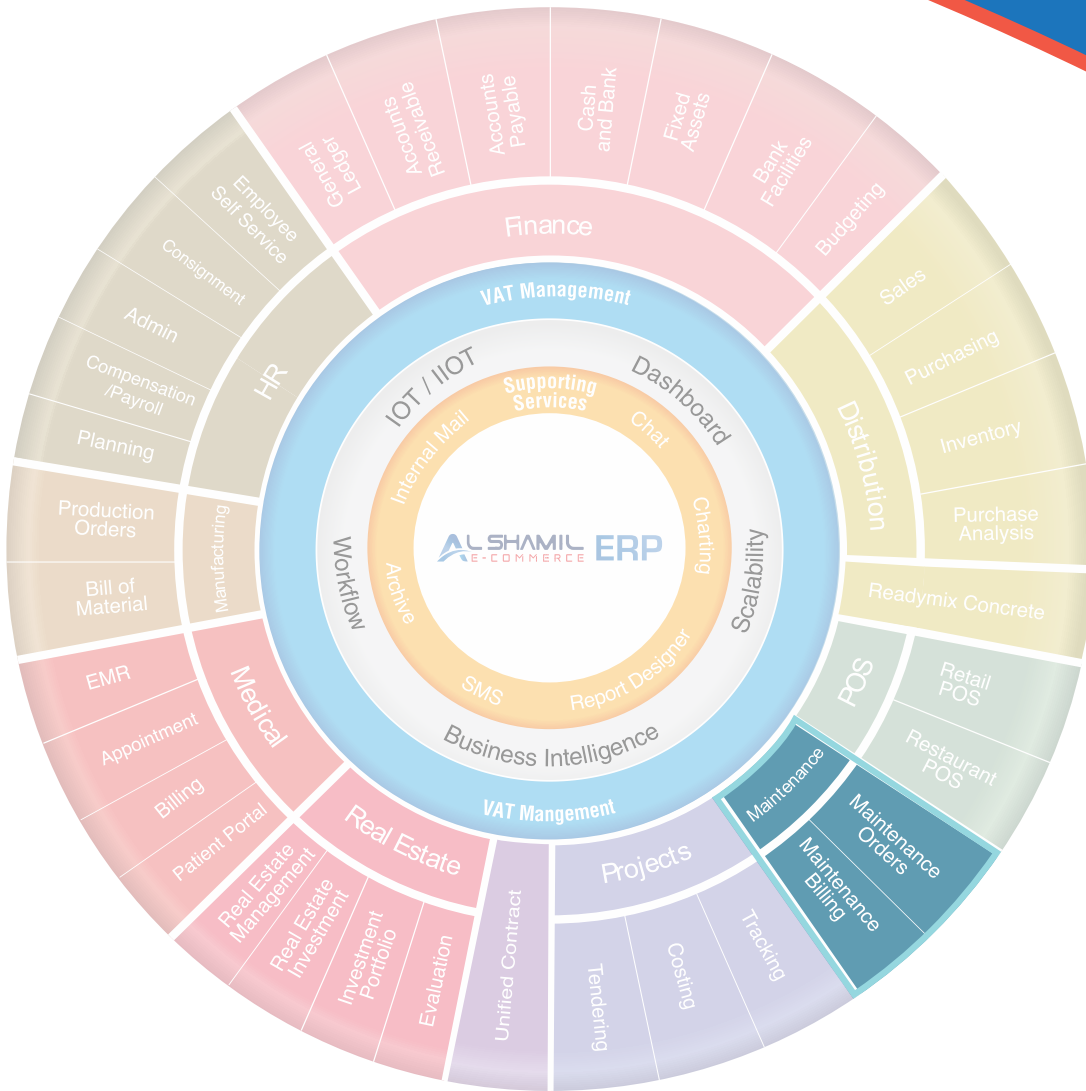 General
Ledger
Accounts
Receivable
Accounts
Payable
Cash
and Bank
Fixed
Assets
Bank
Facilities
Budgeting
Finance
Sales
Purchasing
Inventory
Purchase
Analysis
Distribution
Readymix Concrete
POS
Retail
POS
Restaurant
POS
Maintenance
Maintenance
Orders
Maintenance
Billing
Projects
Tracking
Costing
Tendering
Unified Contract
Real Estate
Evaluation
Investment
Portfolio
Real Estate
Investment
Real Estate
Management
Medical
Patient Portal
Billing
Appointment
EMR
Manufacturing
Bill of
Material
Production
Orders
HR
Planning
Compensation
/Payroll
Admin
Consignment
Employee
Self Service
VAT Management
VAT Mangement
IOT / IIOT
Dashboard
Scalability
Business Intelligence
Workflow
Supporting
Services
Chat
Charting
Report Designer
SMS
Archive
Internal Mail
AL SHAMIL ERP
E-COMMERCE